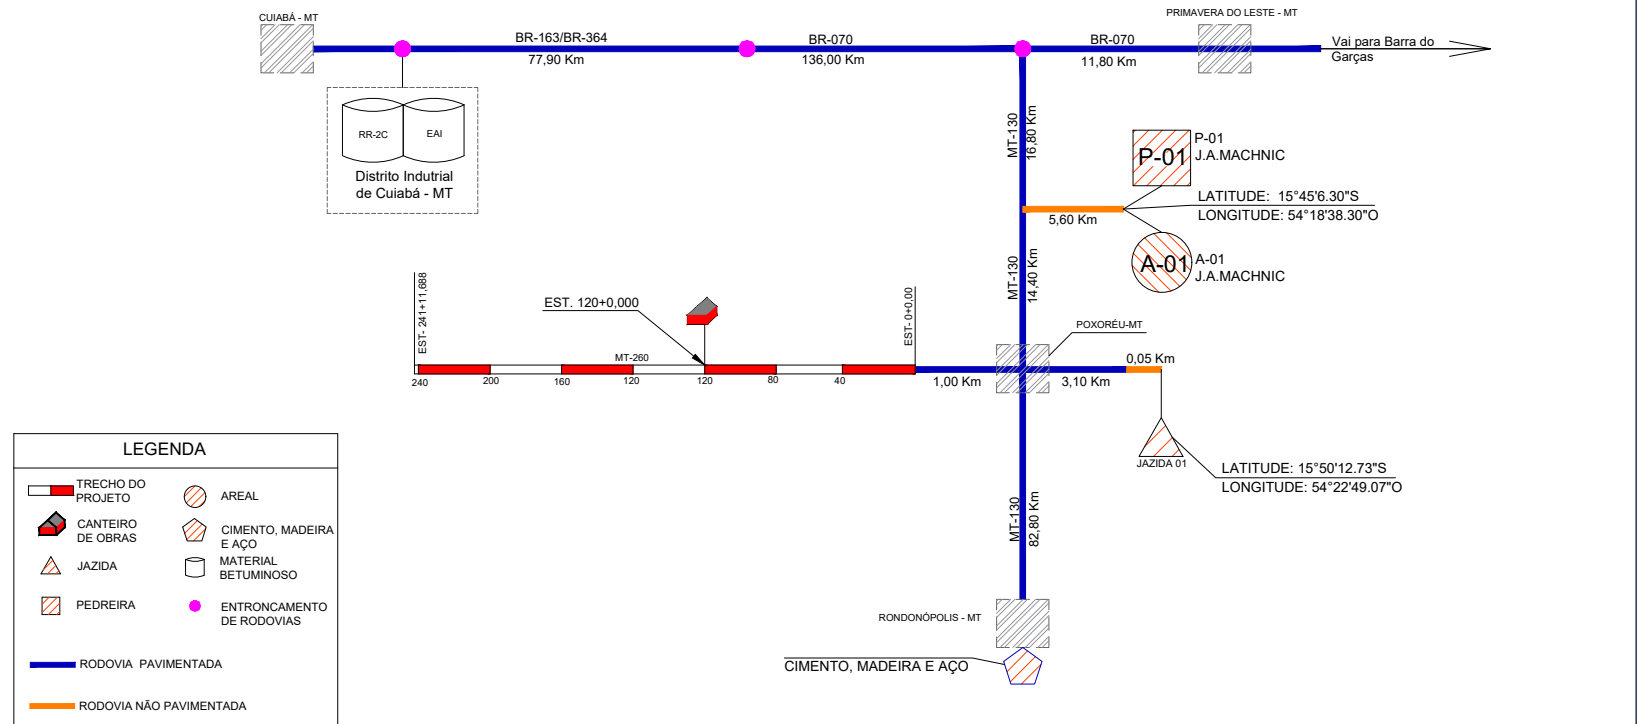 CUIABÁ - MT
PRIMAVERA DO LESTE - MT
BR-163/BR-364
77,90 Km
BR-070
136,00 Km
BR-070
11,80 Km
Vai para Barra do
Garças
RR-2C
EAI
Distrito Indutrial
de Cuiabá - MT
MT-130
16,80 Km
P-01
P-01
J.A.MACHNIC
LATITUDE: 15°45'6.30"S
LONGITUDE: 54°18'38.30"O
5,60 Km
A-01
A-01
J.A.MACHNIC
MT-130
14,40 Km
EST- 241+11,688
EST. 120+0,000
EST- 0+0,00
POXORÉU-MT
MT-260
240
200
160
120
120
80
40
1,00 Km
3,10 Km
0,05 Km
JAZIDA 01
LATITUDE: 15°50'12.73"S
LONGITUDE: 54°22'49.07"O
MT-130
82,80 Km
RONDONÓPOLIS - MT
CIMENTO, MADEIRA E AÇO
LEGENDA
TRECHO DO
PROJETO
CANTEIRO
DE OBRAS
JAZIDA
PEDREIRA
AREAL
CIMENTO, MADEIRA
E AÇO
MATERIAL
BETUMINOSO
ENTRONCAMENTO
DE RODOVIAS
RODOVIA PAVIMENTADA
RODOVIA NÃO PAVIMENTADA